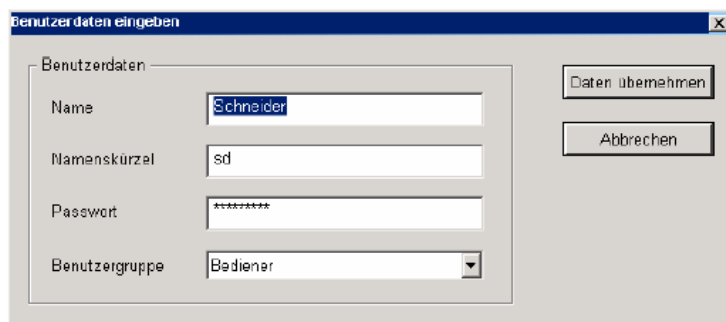 Benutzerdaten eingeben
Benutzerdaten
Name
Schneider
Namenskürzel
sd
Passwort
*********
Benutzergruppe
Bediener
Daten übernehmen
Abbrechen